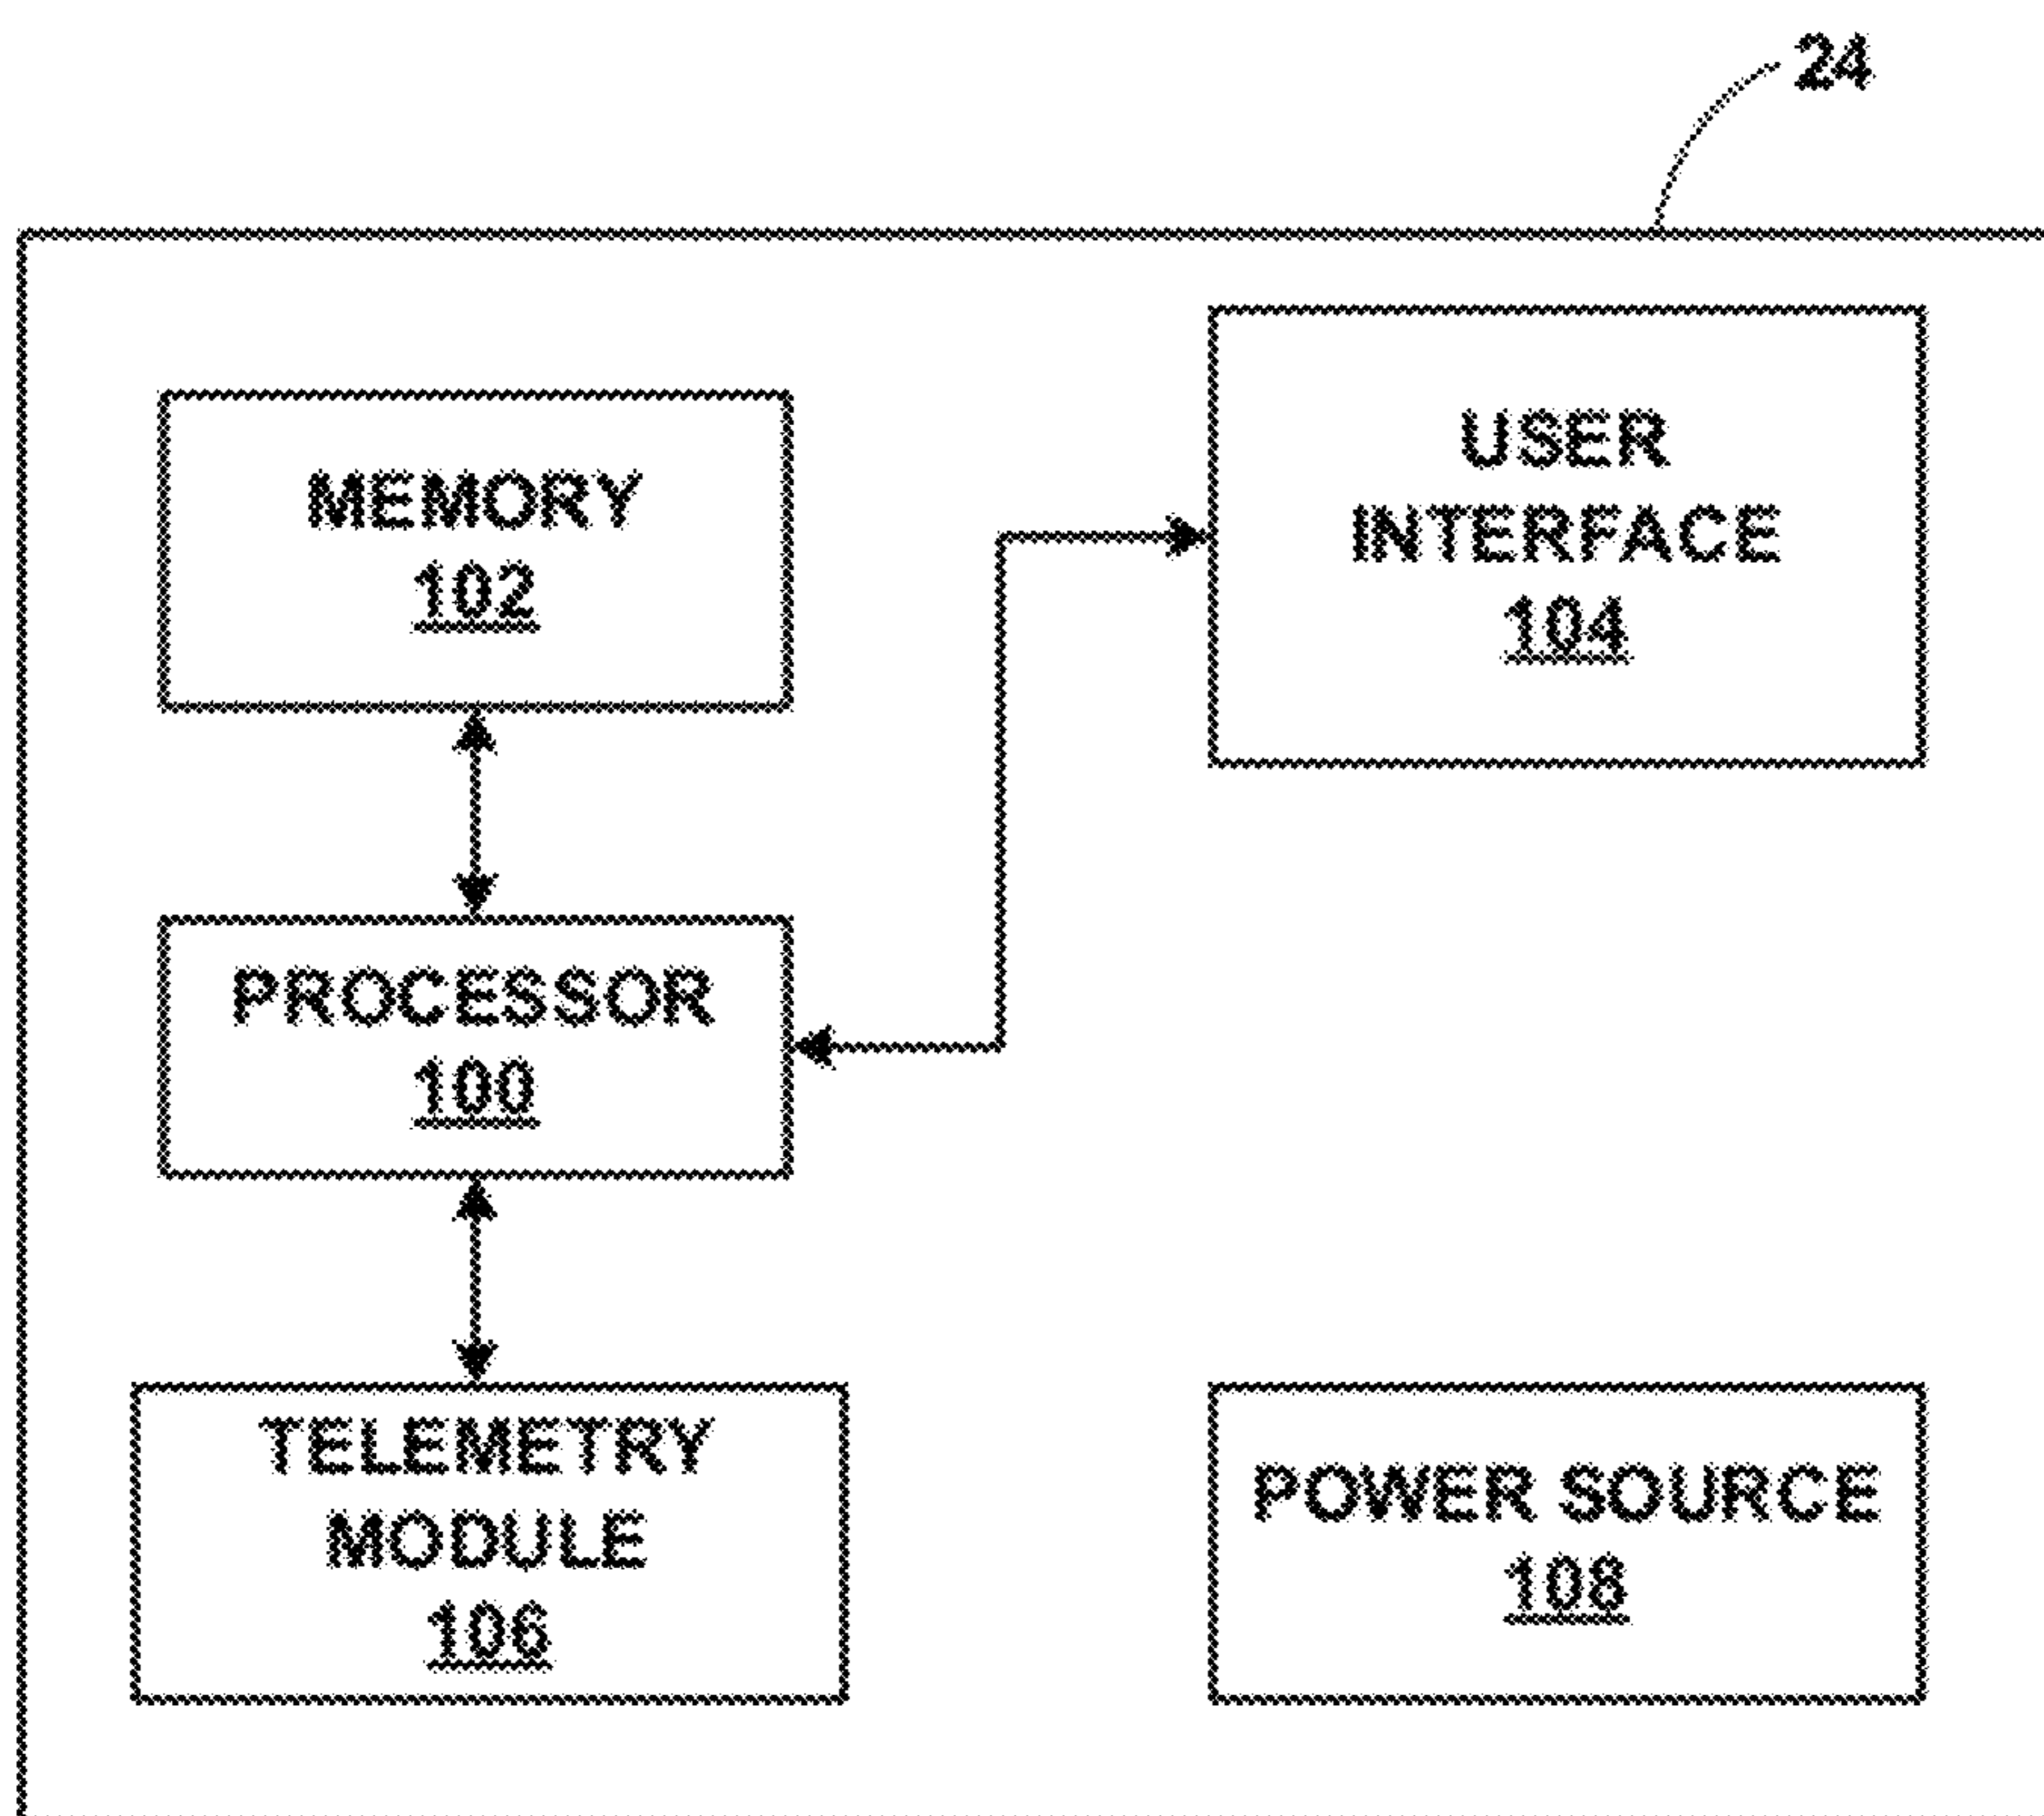 24
MEMORY
102
USER
INTERFACE
104
PROCESSOR
100
TELEMETRY
MODULE
106
POWER SOURCE
108